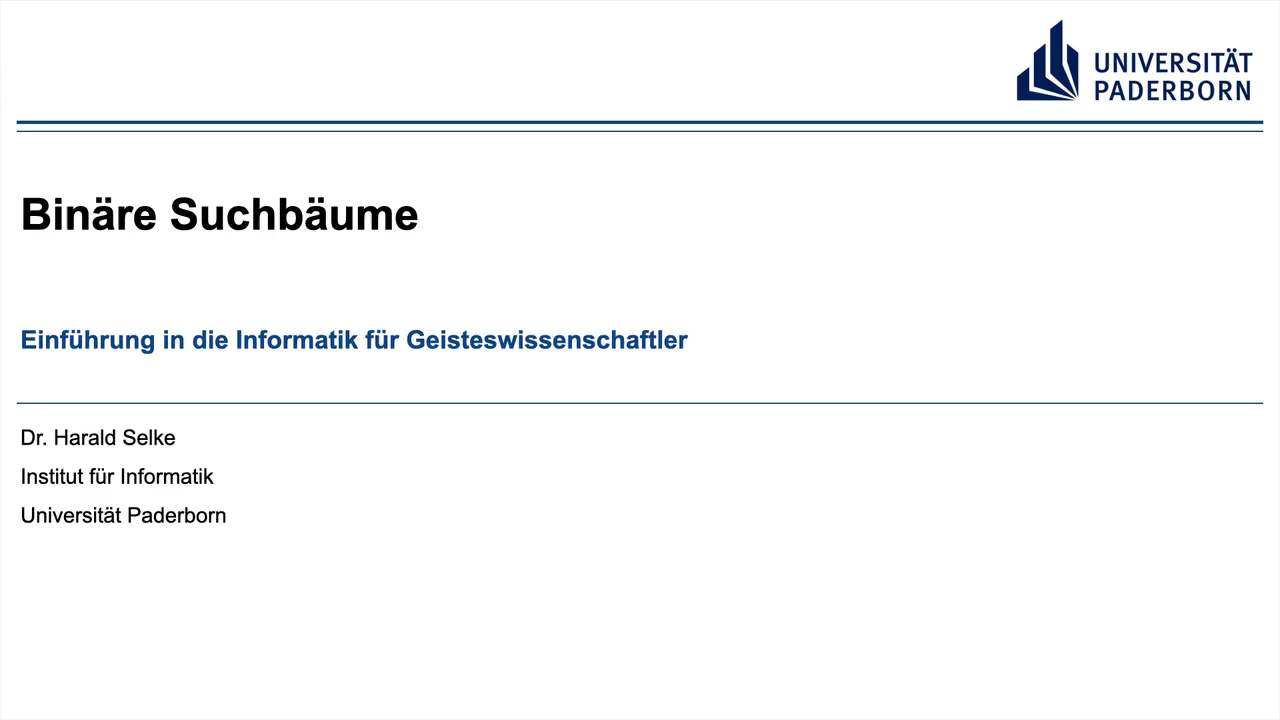 UNIVERSITÄT
PADERBORN
Binäre Suchbäume
Einführung in die Informatik für Geisteswissenschaftler
Dr. Harald Selke
Institut für Informatik
Universität Paderborn